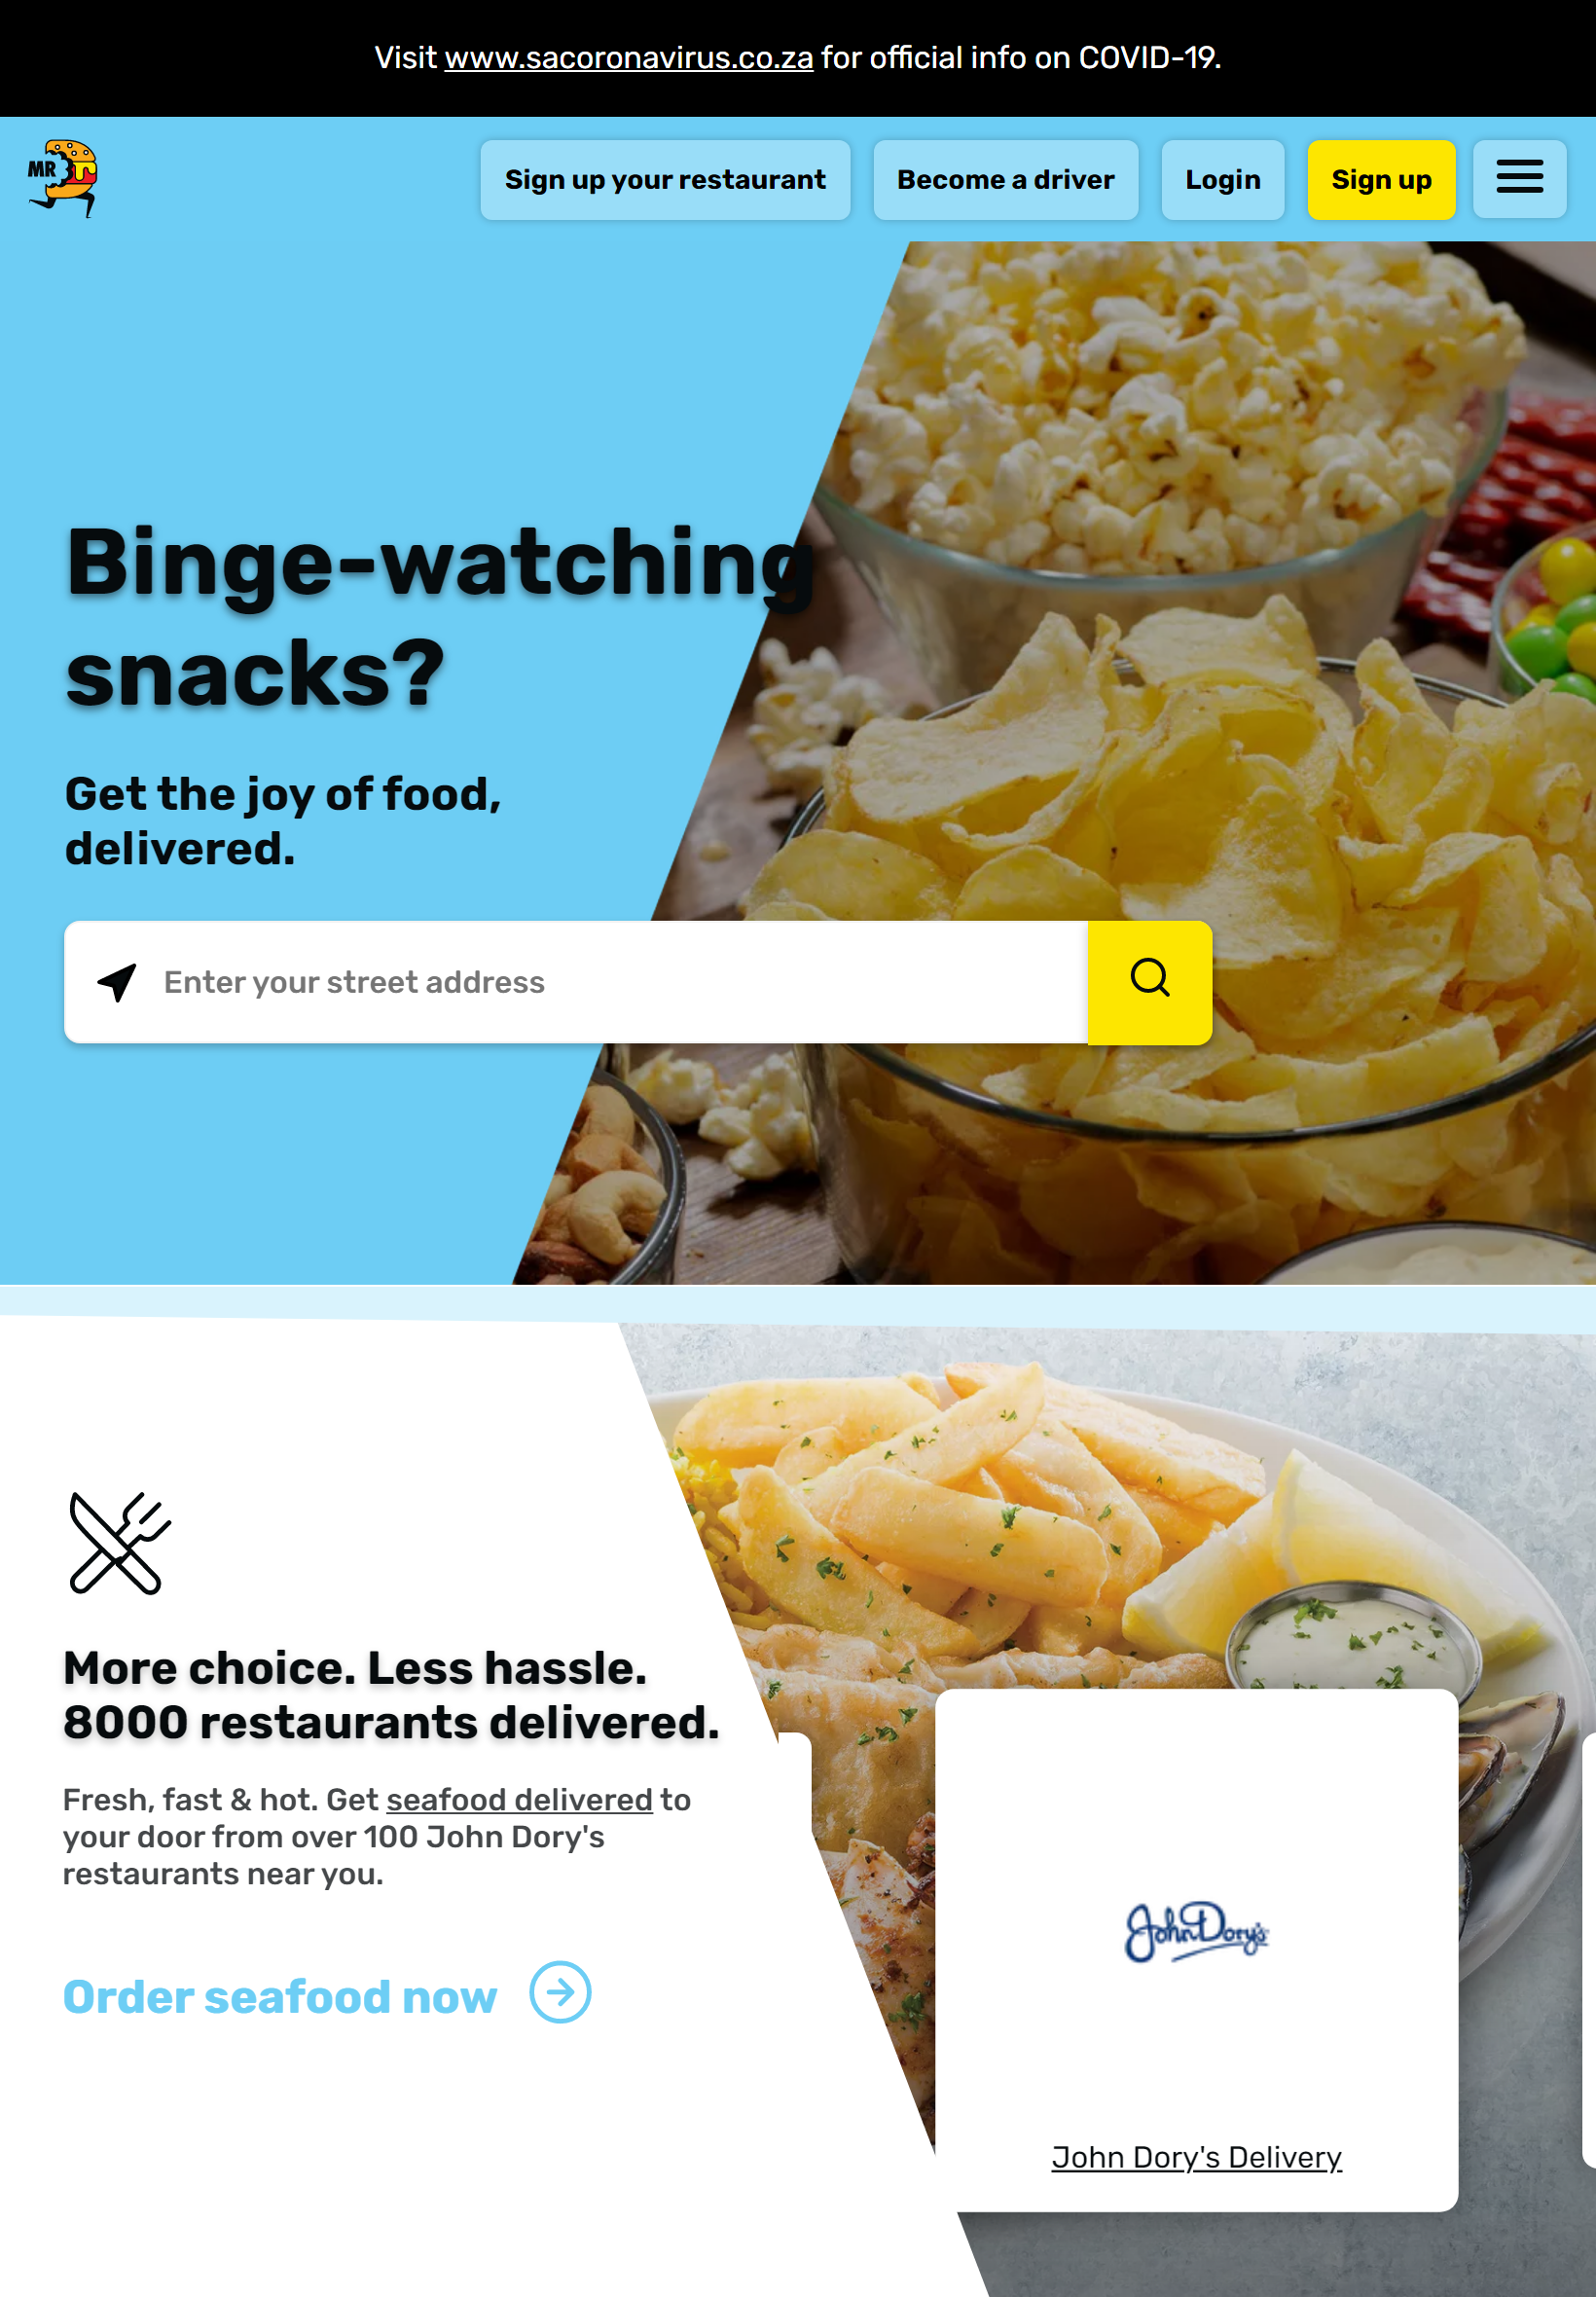 Visit www.sacoronavirus.co.za for official info on COVID-19.
MR
Sign up your restaurant
Become a driver
Login
Sign up
Binge-watching
snacks?
Get the joy of food,
delivered.
Enter your street address
More choice. Less hassle.
8000 restaurants delivered.
Fresh, fast & hot. Get seafood delivered to
your door from over 100 John Dory's
restaurants near you.
Order seafood now
John Dory's
John Dory's Delivery